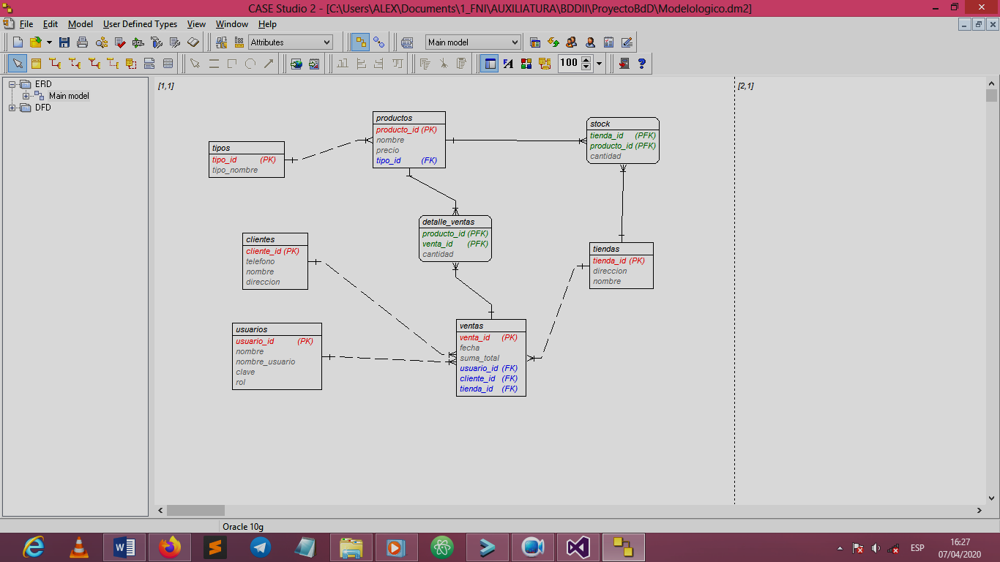 CASE Studio 2 - [C:\Users\ALEX\Documents\1_FNI\AUXILIATURA\BDDII\ProyectoBdD\Modelologico.dm2]
File Edit Model User Defined Types View Window Help
Attributes Main model
100
ERD
Main model
DFD
[1,1]
[2,1]
productos
producto_id (PK)
nombre
precio
tipo_id (FK)
stock
tienda_id (PFK)
producto_id (PFK)
cantidad
tipos
tipo_id (PK)
tipo_nombre
detalle_ventas
producto_id (PFK)
venta_id (PFK)
cantidad
clientes
cliente_id (PK)
telefono
nombre
direccion
tiendas
tienda_id (PK)
direccion
nombre
usuarios
usuario_id (PK)
nombre
nombre_usuario
clave
rol
ventas
venta_id (PK)
fecha
suma_total
usuario_id (FK)
cliente_id (FK)
tienda_id (FK)
Oracle 10g
ESP
16:27
07/04/2020